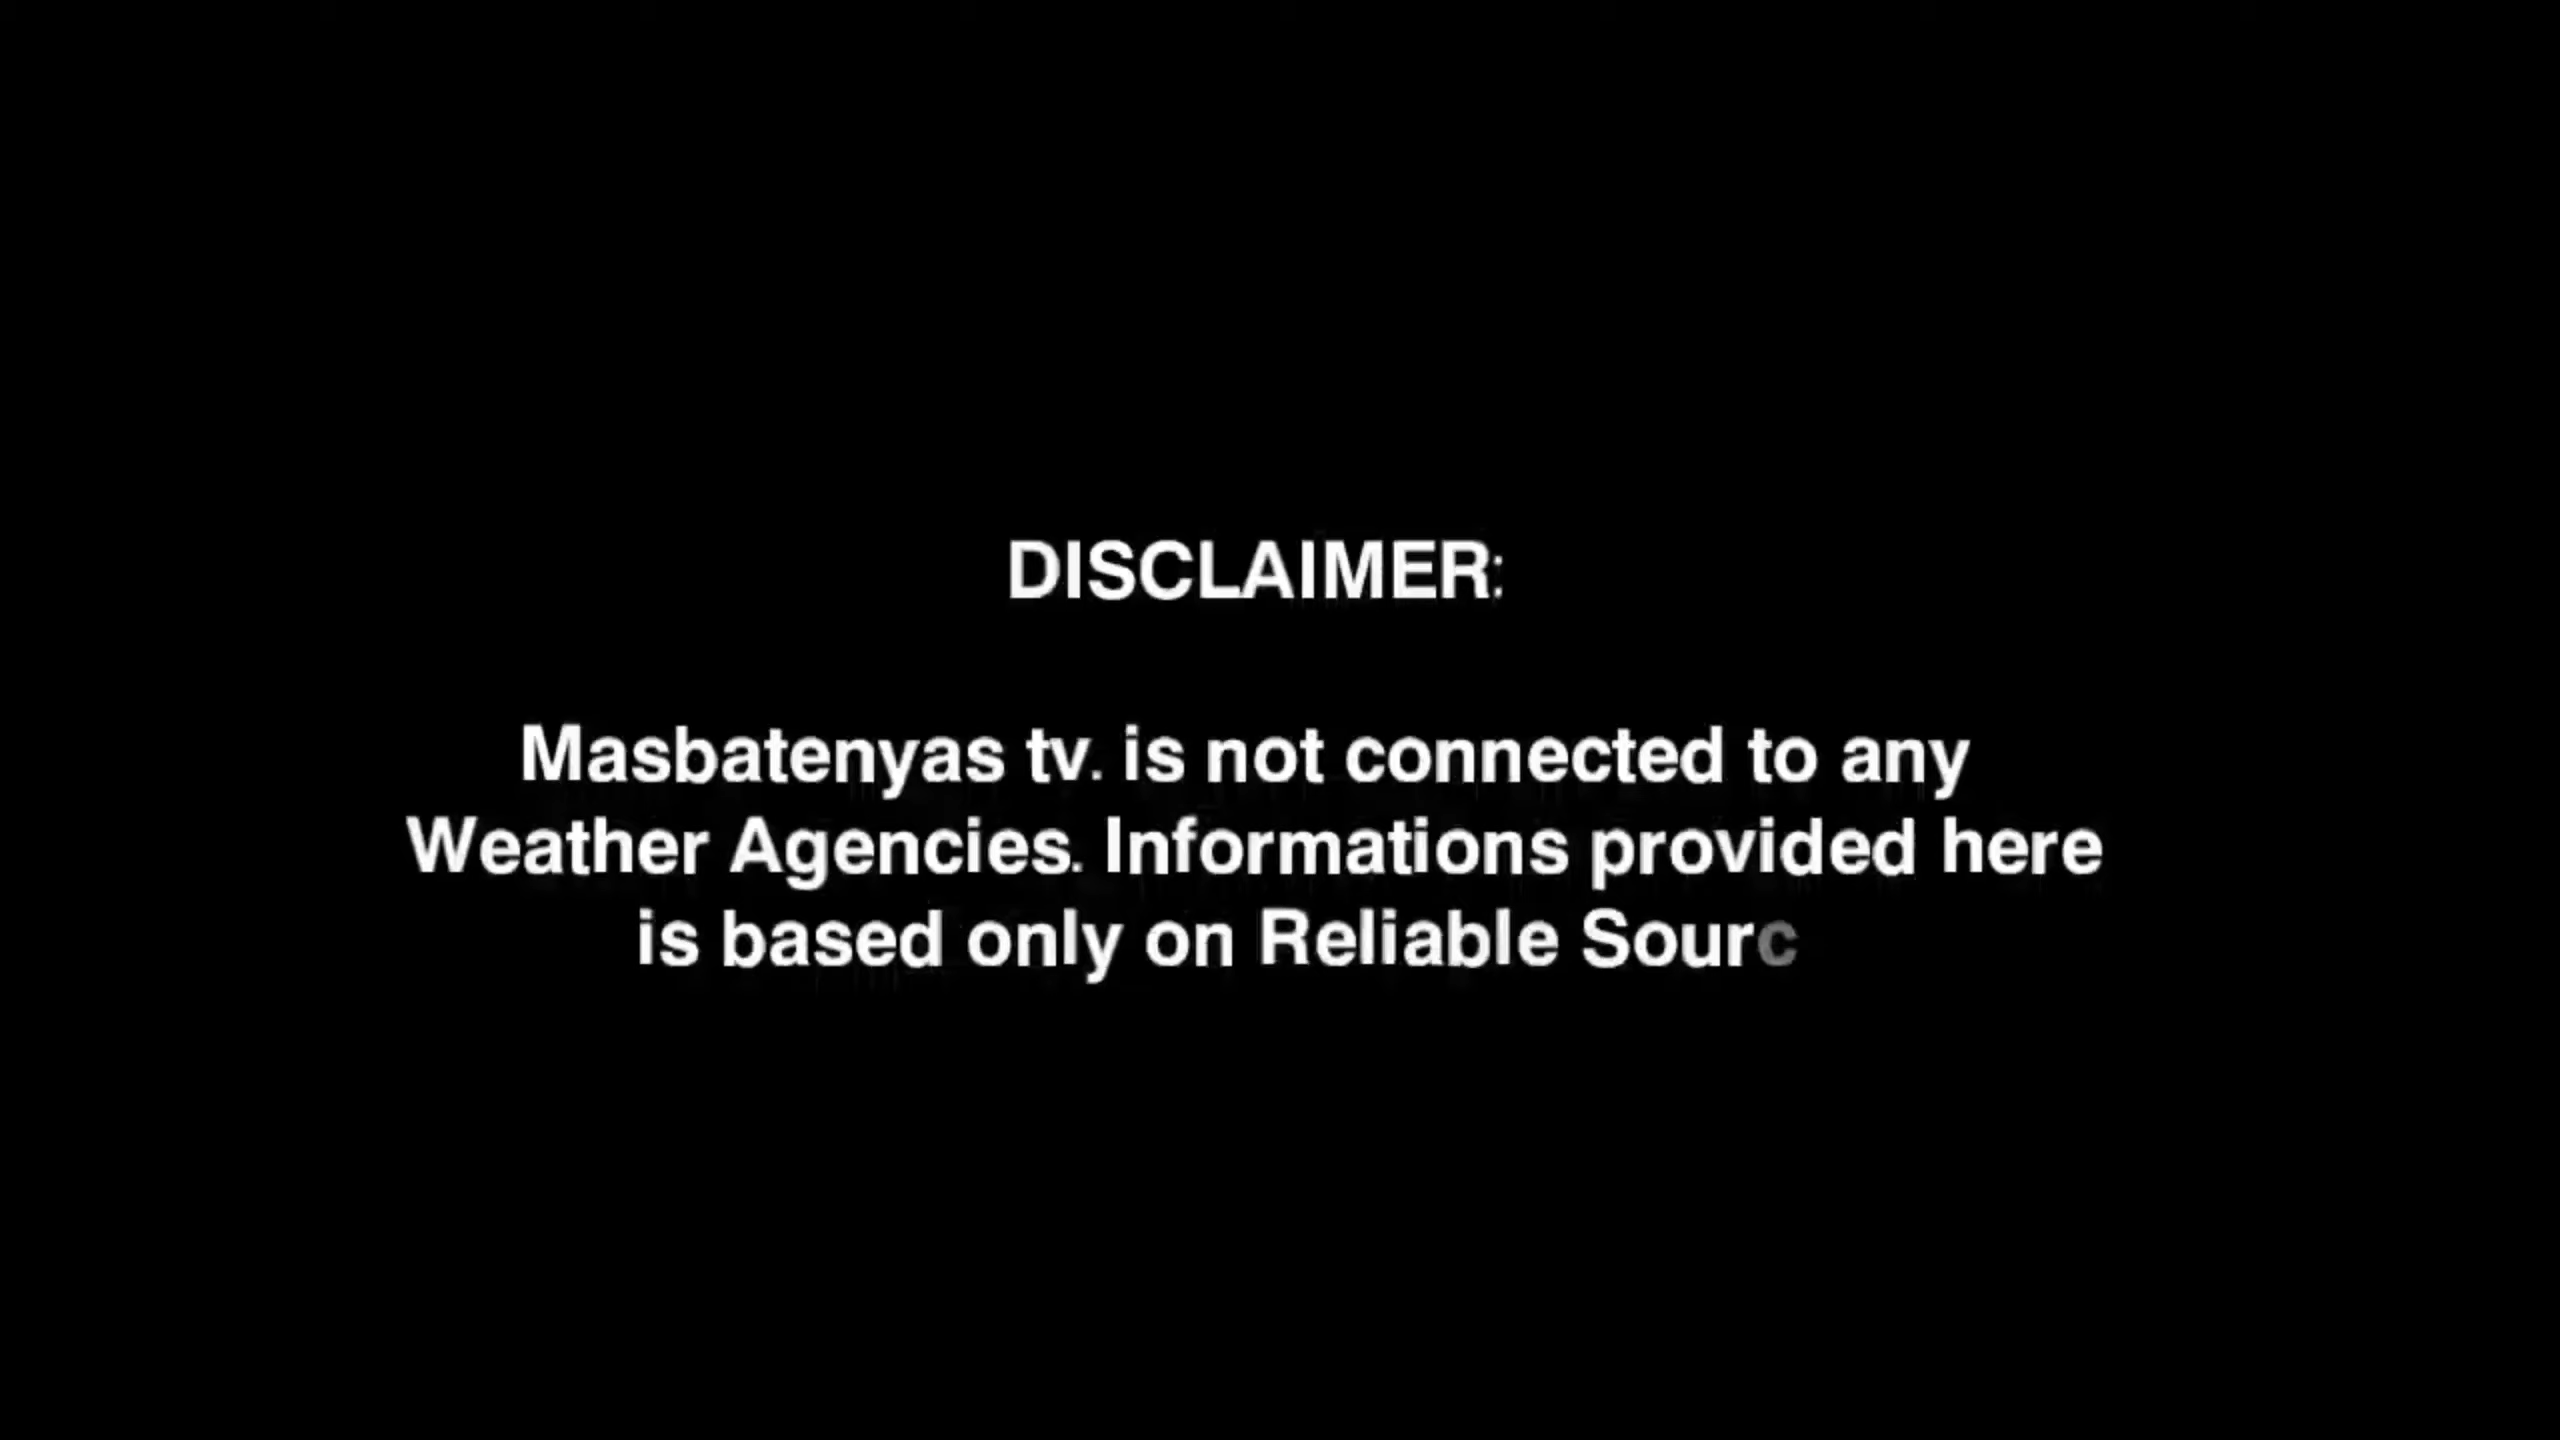 DISCLAIMER:
Masbatenyas tv. is not connected to any
Weather Agencies. Informations provided here
is based only on Reliable Sourc